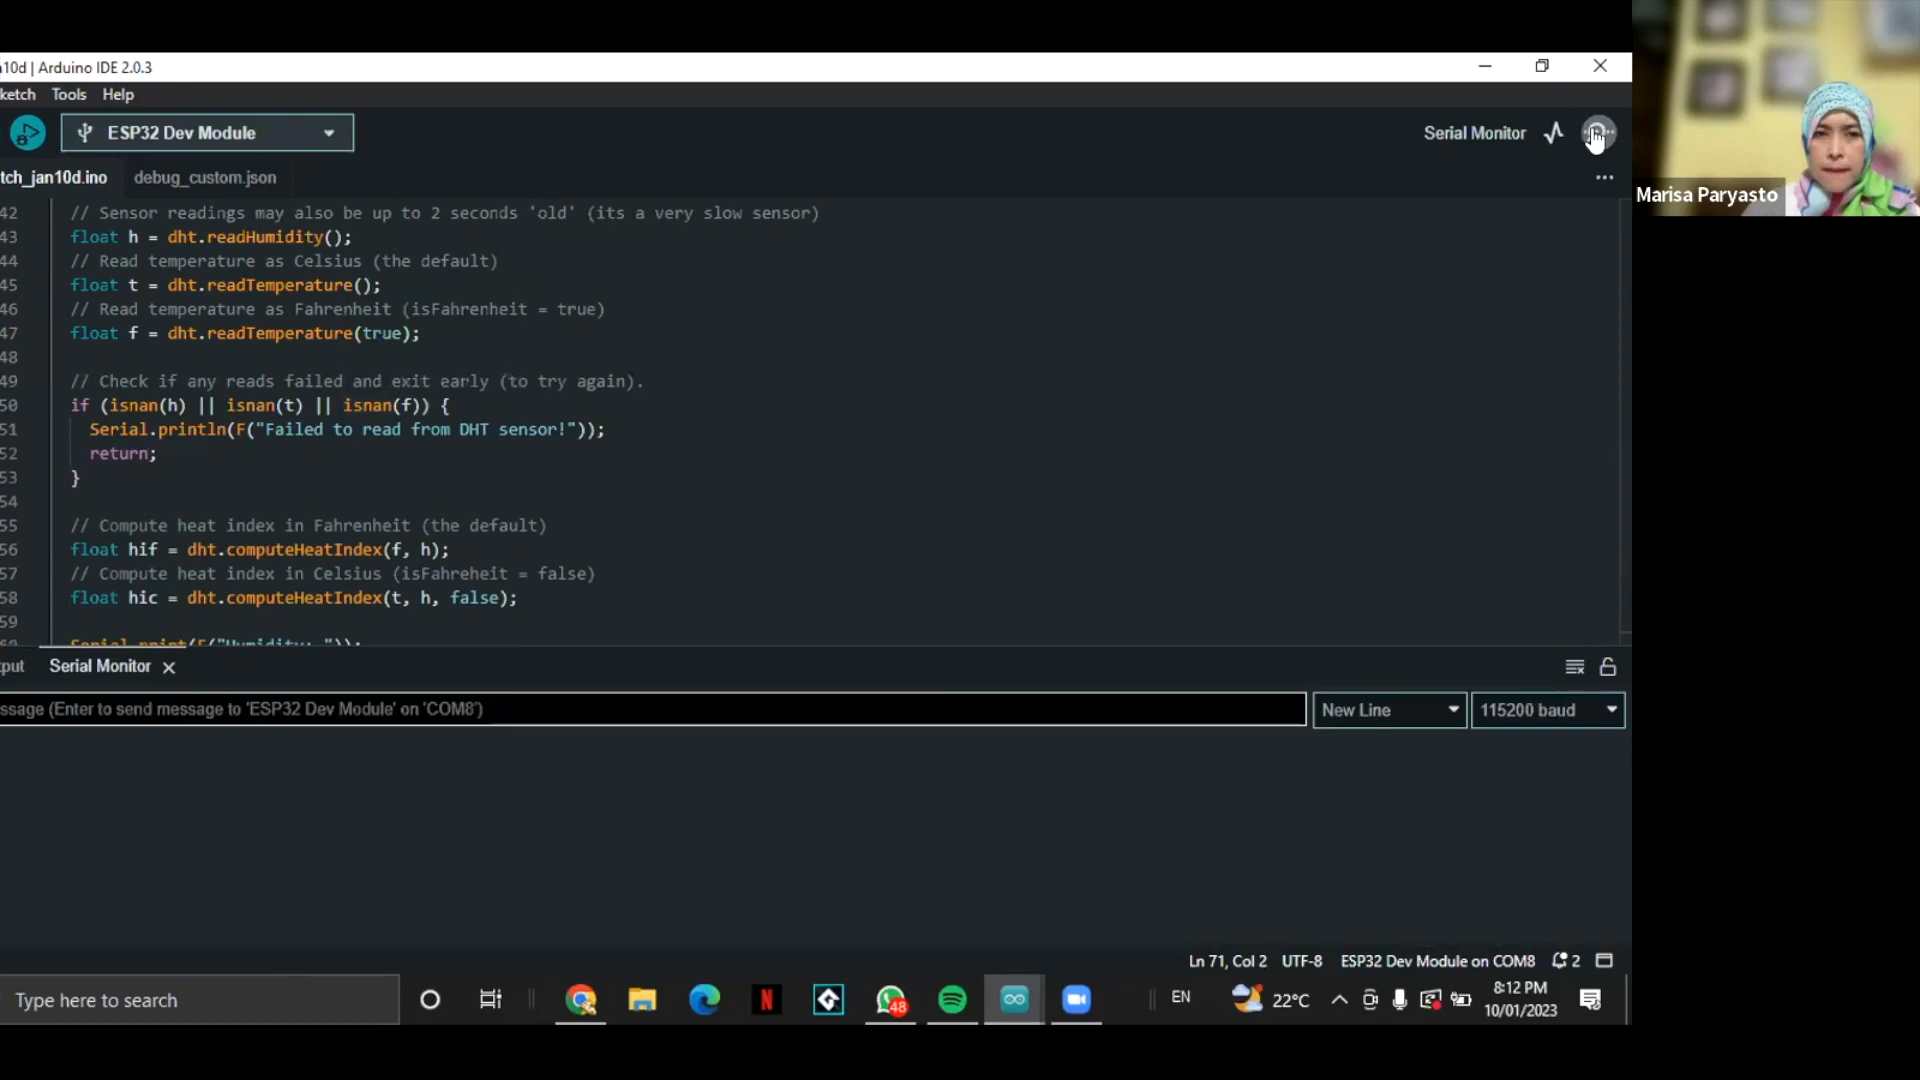 10d | Arduino IDE 2.0.3
ketch Tools Help
ESP32 Dev Module
Serial Monitor
tch_jan10d.ino debug_custom.json
Marisa Paryasto
42 // Sensor readings may also be up to 2 seconds 'old' (its a very slow sensor)
43 float h = dht.readHumidity();
44 // Read temperature as Celsius (the default)
45 float t = dht.readTemperature();
46 // Read temperature as Fahrenheit (isFahrenheit = true)
47 float f = dht.readTemperature(true);
48
49 // Check if any reads failed and exit early (to try again).
50 if (isnan(h) || isnan(t) || isnan(f)) {
51 Serial.println(F("Failed to read from DHT sensor!"));
52 return;
53 }
54
55 // Compute heat index in Fahrenheit (the default)
56 float hif = dht.computeHeatIndex(f, h);
57 // Compute heat index in Celsius (isFahreheit = false)
58 float hic = dht.computeHeatIndex(t, h, false);
59
60 Serial.print(F("Humidity: "));
put Serial Monitor
ssage (Enter to send message to 'ESP32 Dev Module' on 'COM8')
New Line 115200 baud
Ln 71, Col 2 UTF-8 ESP32 Dev Module on COM8 2
Type here to search
N
48
EN
22°C
8:12 PM
10/01/2023